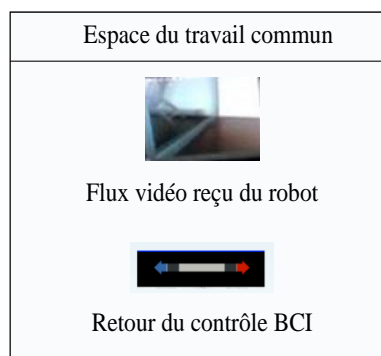 Espace du travail commun
Flux vidéo reçu du robot
Retour du contrôle BCI